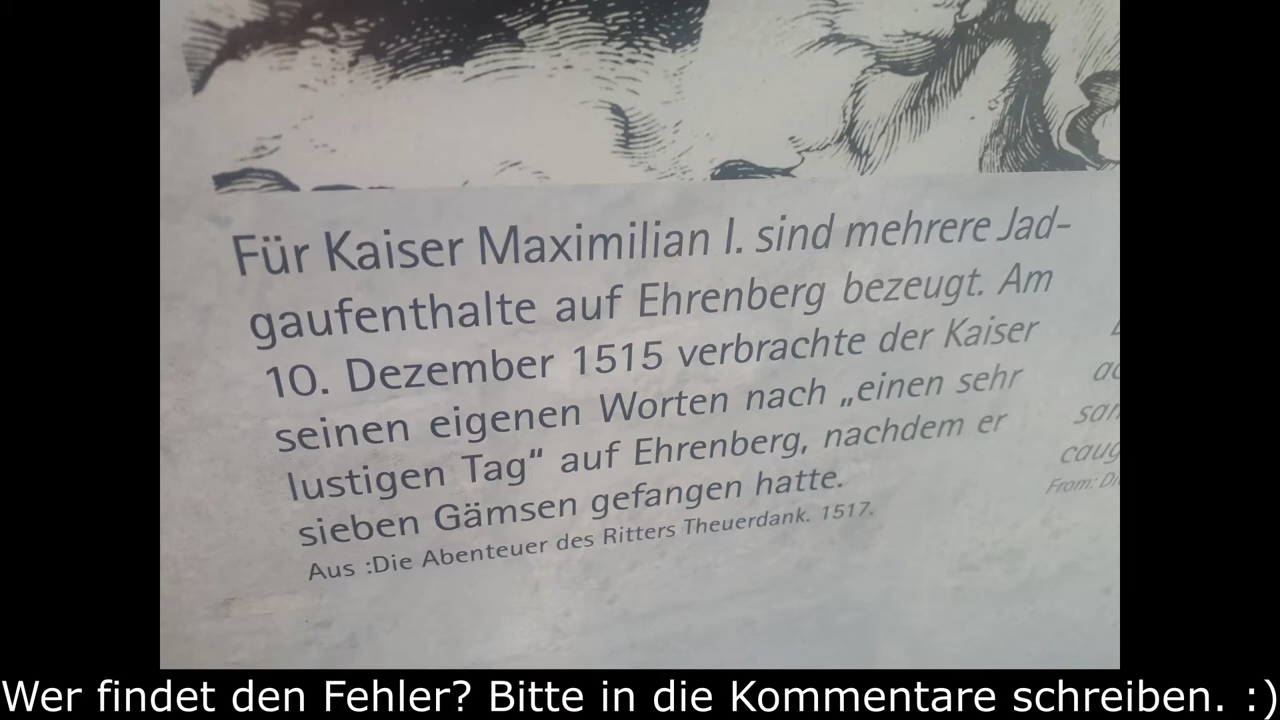 Für Kaiser Maximilian I. sind mehrere Jad-
gaufenthalte auf Ehrenberg bezeugt. Am
10. Dezember 1515 verbrachte der Kaiser
seinen eigenen Worten nach „einen sehr
lustigen Tag“ auf Ehrenberg, nachdem er
sieben Gämsen gefangen hatte.
Aus :Die Abenteuer des Ritters Theuerdank. 1517.
From:
Wer findet den Fehler? Bitte in die Kommentare schreiben. :)